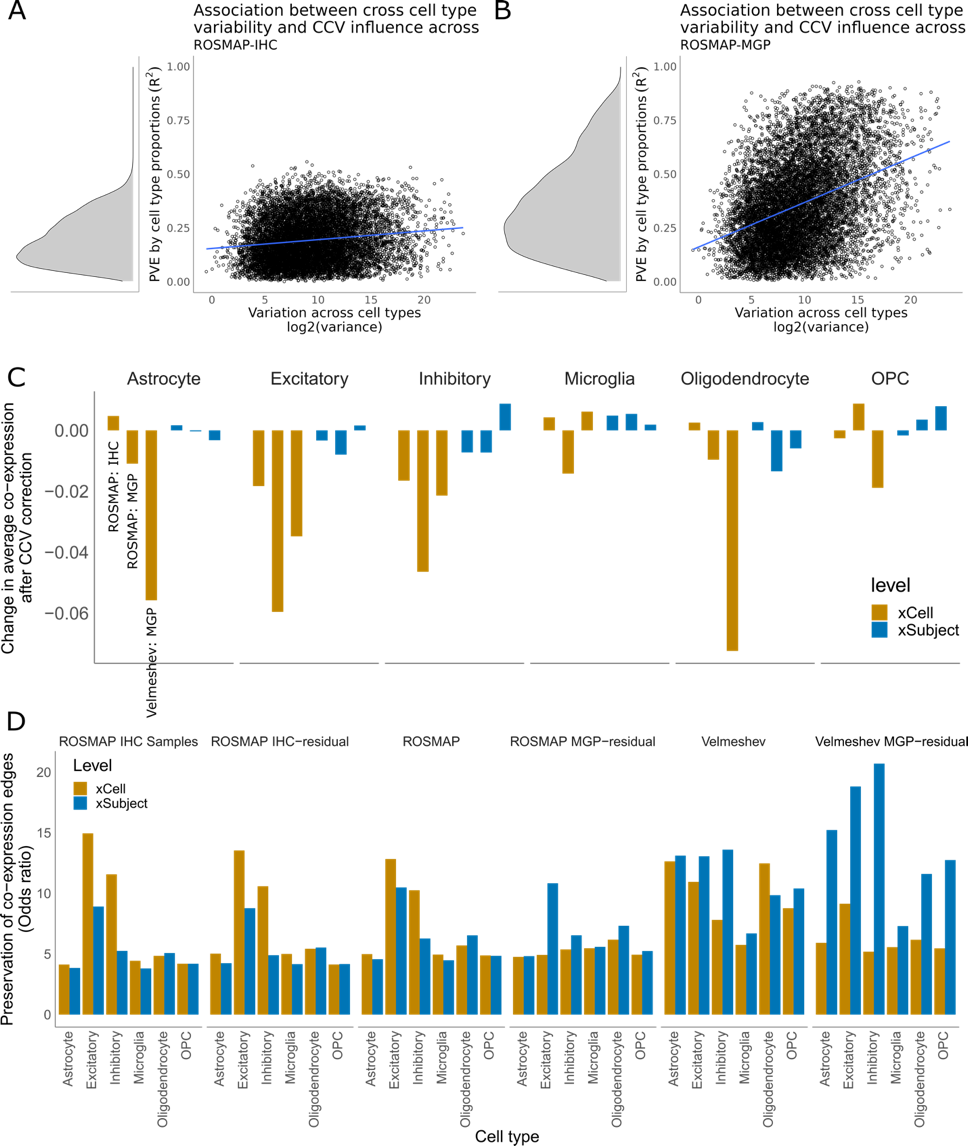 A
Association between cross cell type
variability and CCV influence across
ROSMAP-IHC
PVE by cell type proportions (R²)
1.00
0.75
0.50
0.25
0.00
0 5 10 15 20
Variation across cell types
log2(variance)
B
Association between cross cell type
variability and CCV influence across
ROSMAP-MGP
PVE by cell type proportions (R²)
1.00
0.75
0.50
0.25
0.00
0 5 10 15 20
Variation across cell types
log2(variance)
C
Astrocyte Excitatory Inhibitory Microglia Oligodendrocyte OPC
Change in average co-expression
after CCV correction
0.00
−0.02
−0.04
−0.06
ROSMAP: IHC
ROSMAP: MGP
Velmeshev: MGP
level
xCell
xSubject
D
ROSMAP IHC Samples ROSMAP IHC−residual ROSMAP ROSMAP MGP−residual Velmeshev Velmeshev MGP−residual
Level
xCell
xSubject
Preservation of co−expression edges
(Odds ratio)
20
15
10
5
0
Astrocyte Excitatory Inhibitory Microglia Oligodendrocyte OPC
Astrocyte Excitatory Inhibitory Microglia Oligodendrocyte OPC
Astrocyte Excitatory Inhibitory Microglia Oligodendrocyte OPC
Astrocyte Excitatory Inhibitory Microglia Oligodendrocyte OPC
Astrocyte Excitatory Inhibitory Microglia Oligodendrocyte OPC
Astrocyte Excitatory Inhibitory Microglia Oligodendrocyte OPC
Cell type